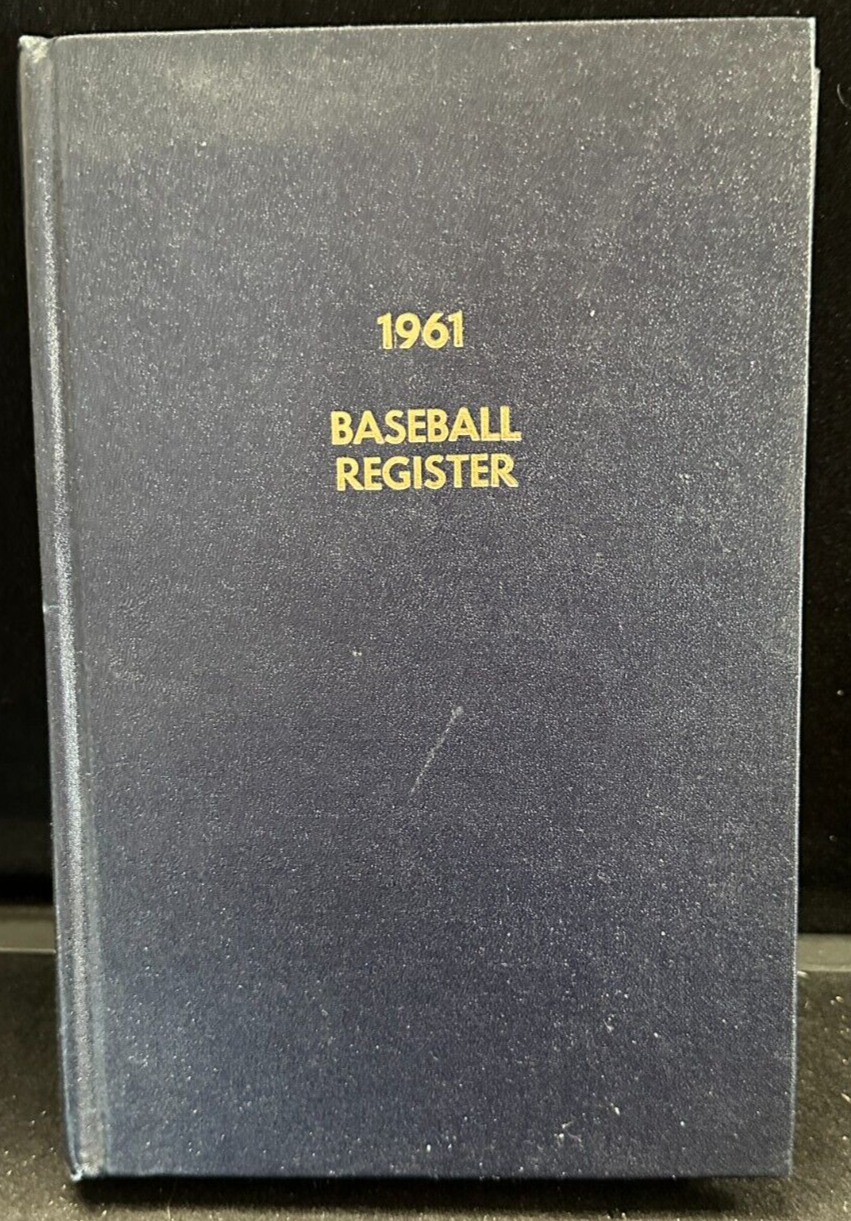 1961
BASEBALL
REGISTER